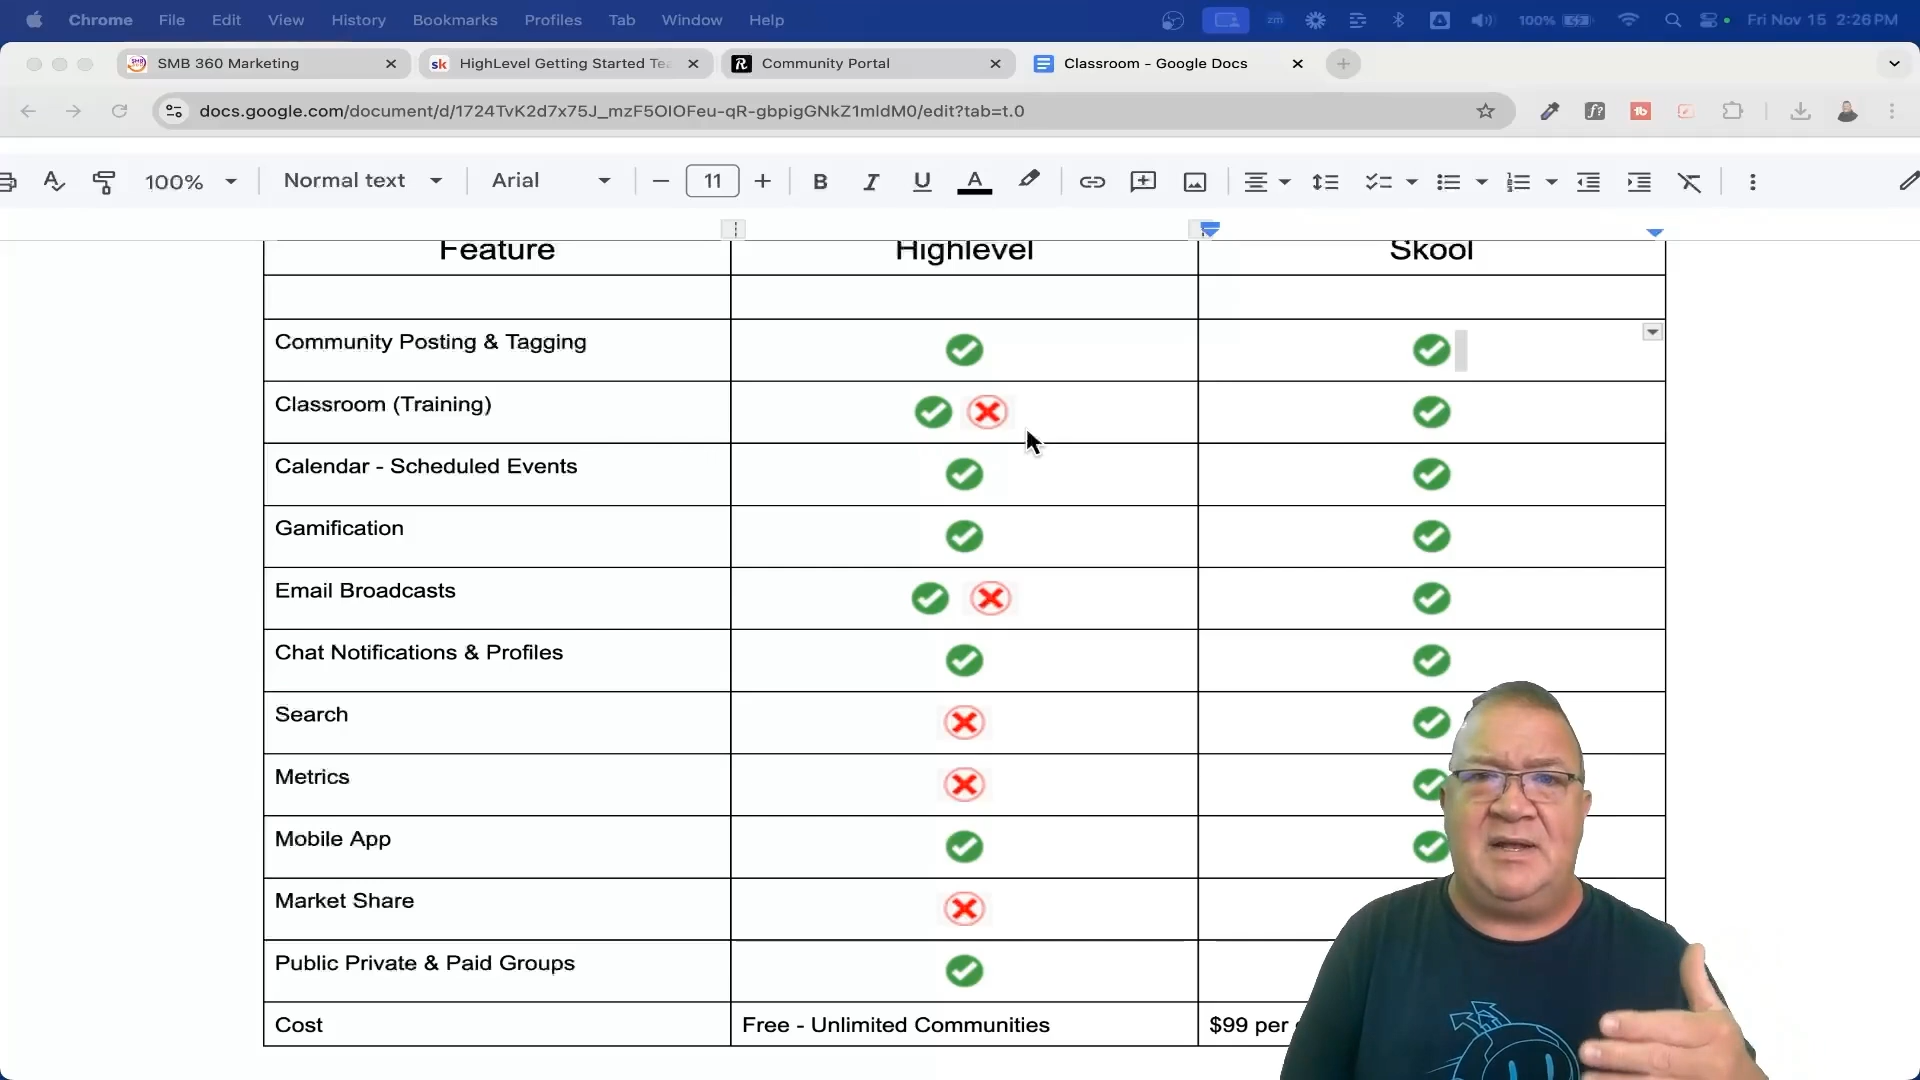 Chrome File Edit View History Bookmarks Profiles Tab Window Help zm 100% Fri Nov 15 2:26 PM
SMB 360 Marketing sk HighLevel Getting Started Te R Community Portal Classroom - Google Docs
docs.google.com/document/d/1724TvK2d7x75J_mzF5OlOFeu-qR-gbpigGNkZ1mldM0/edit?tab=t.0 f? tb
100% Normal text Arial 11 B I U A
Feature Highlevel Skool
Community Posting & Tagging
Classroom (Training)
Calendar - Scheduled Events
Gamification
Email Broadcasts
Chat Notifications & Profiles
Search
Metrics
Mobile App
Market Share
Public Private & Paid Groups
Cost Free - Unlimited Communities $99 per